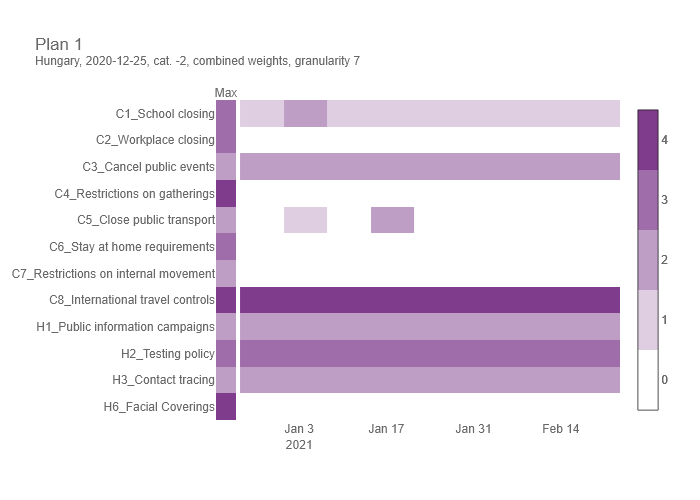 Plan 1
Hungary, 2020-12-25, cat. -2, combined weights, granularity 7
Max
C1_School closing
C2_Workplace closing
C3_Cancel public events
C4_Restrictions on gatherings
C5_Close public transport
C6_Stay at home requirements
C7_Restrictions on internal movement
C8_International travel controls
H1_Public information campaigns
H2_Testing policy
H3_Contact tracing
H6_Facial Coverings
Jan 3
2021
Jan 17
Jan 31
Feb 14
4
3
2
1
0